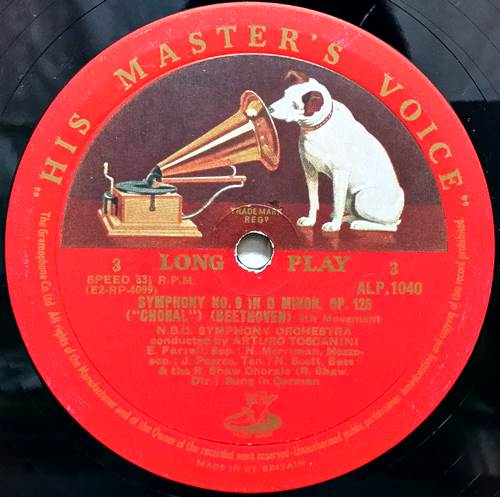 "HIS MASTER'S VOICE"
TRADEMARK
REGD
3 LONG PLAY 3
SPEED 33⅓ R.P.M.
(E2-RP-4099) ALP.1040
SYMPHONY NO. 9 IN D MINOR, OP. 125
("CHORAL") (BEETHOVEN) 4th Movement
N.B.C. SYMPHONY ORCHESTRA
conducted by ARTURO TOSCANINI
E. Farrell, Sop.; N. Merriman, Mezzo-
sop.; J. Peerce, Ten.; N. Scott, Bass
& the R. Shaw Chorale (R. Shaw,
Dir.) Sung in German
The Gramophone Co. Ltd. All rights of the Manufacturer and of the Owner of the recorded work reserved - Unauthorised public performance broadcasting and copying of this record prohibited.
MADE IN GT. BRITAIN